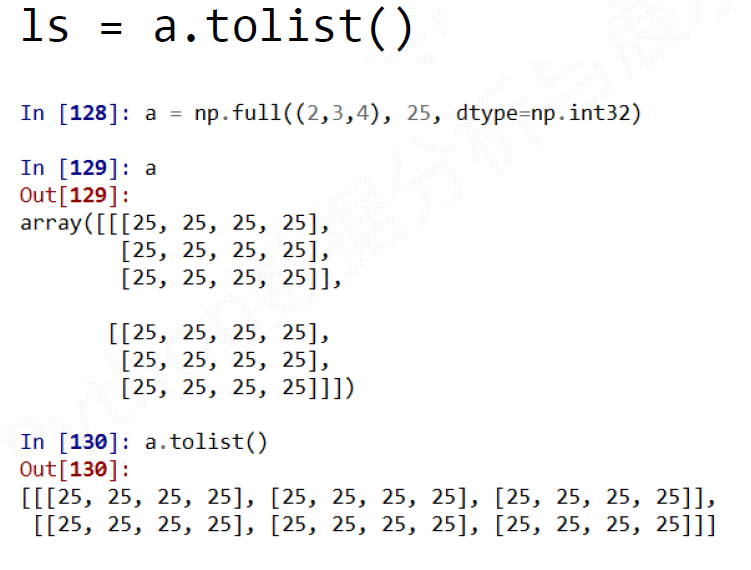 ls = a.tolist()
In [128]: a = np.full((2,3,4), 25, dtype=np.int32)
In [129]: a
Out[129]:
array([[[25, 25, 25, 25],
[25, 25, 25, 25],
[25, 25, 25, 25]],
[[25, 25, 25, 25],
[25, 25, 25, 25],
[25, 25, 25, 25]]])
In [130]: a.tolist()
Out[130]:
[[[25, 25, 25, 25], [25, 25, 25, 25], [25, 25, 25, 25]],
[[25, 25, 25, 25], [25, 25, 25, 25], [25, 25, 25, 25]]]